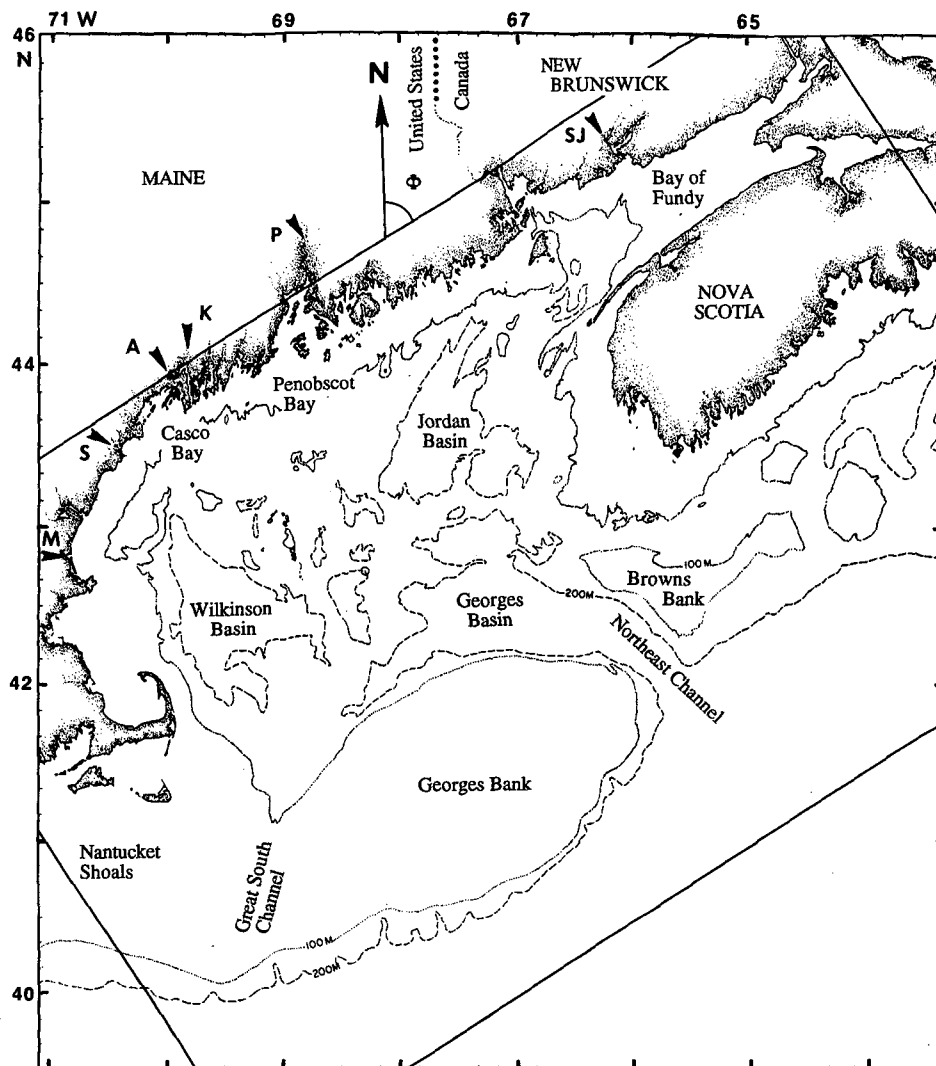 71 W
69
67
65
46
N
N
United States
Canada
NEW
BRUNSWICK
SJ
MAINE
Φ
Bay of
Fundy
P
K
A
NOVA
SCOTIA
44
Penobscot
Bay
Jordan
Basin
Casco
Bay
S
M
100M
Browns
Bank
200M
Georges
Basin
Wilkinson
Basin
Northeast Channel
42
Georges Bank
Nantucket
Shoals
Great South
Channel
100M
200M
40